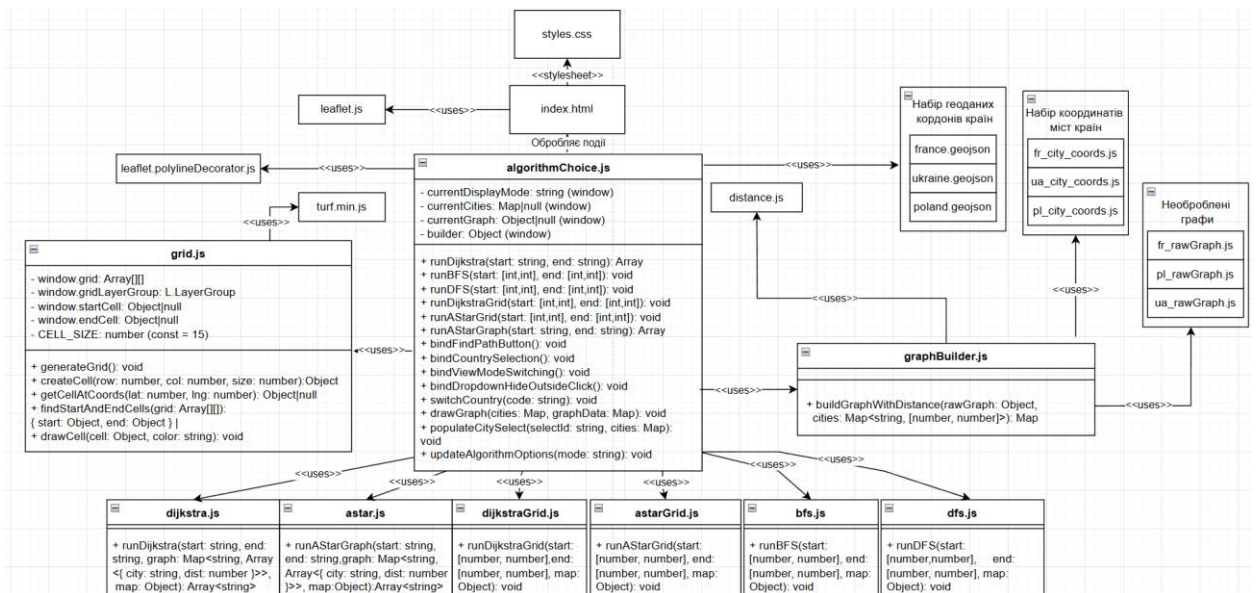 styles.css
<<stylesheet>>
leaflet.js
<<uses>>
index.html
Обробляє події
leaflet.polylineDecorator.js
<<uses>>
turf.min.js
<<uses>>
grid.js
- window.grid: Array[][]
- window.gridLayerGroup: L.LayerGroup
- window.startCell: Object|null
- window.endCell: Object|null
- CELL_SIZE: number (const = 15)
+ generateGrid(): void
+ createCell(row: number, col: number, size: number):Object
+ getCellAtCoords(lat: number, lng: number): Object|null
+ findStartAndEndCells(grid: Array[][]):
{ start: Object, end: Object } |
+ drawCell(cell: Object, color: string): void
<<uses>>
algorithmChoice.js
- currentDisplayMode: string (window)
- currentCities: Map|null (window)
- currentGraph: Object|null (window)
- builder: Object (window)
+ runDijkstra(start: string, end: string): Array
+ runBFS(start: [int,int], end: [int,int]): void
+ runDFS(start: [int,int], end: [int,int]): void
+ runDijkstraGrid(start: [int,int], end: [int,int]): void
+ runAStarGrid(start: [int,int], end: [int,int]): void
+ runAStarGraph(start: string, end: string): Array
+ bindFindPathButton(): void
+ bindCountrySelection(): void
+ bindViewModeSwitching(): void
+ bindDropdownHideOutsideClick(): void
+ switchCountry(code: string): void
+ drawGraph(cities: Map, graphData: Map): void
+ populateCitySelect(selectId: string, cities: Map):
void
+ updateAlgorithmOptions(mode: string): void
<<uses>>
Набір геоданих
кордонів країн
france.geojson
ukraine.geojson
poland.geojson
Набір координатів
міст країн
fr_city_coords.js
ua_city_coords.js
pl_city_coords.js
<<uses>>
Необроблені
графи
fr_rawGraph.js
pl_rawGraph.js
ua_rawGraph.js
<<uses>>
distance.js
<<uses>>
graphBuilder.js
+ buildGraphWithDistance(rawGraph: Object,
cities: Map<string, [number, number]>): Map
<<uses>>
<<uses>>
<<uses>>
<<uses>>
<<uses>>
<<uses>>
<<uses>>
dijkstra.js
+ runDijkstra(start: string, end:
string, graph: Map<string, Array
<{ city: string, dist: number }>>,
map: Object): Array<string>
astar.js
+ runAStarGraph(start: string,
end: string,graph: Map<string,
Array<{ city: string, dist: number
}>>, map:Object):Array<string>
dijkstraGrid.js
+ runDijkstraGrid(start:
[number, number],end:
[number, number], map:
Object): void
astarGrid.js
+ runAStarGrid(start:
[number, number], end:
[number, number], map:
Object): void
bfs.js
+ runBFS(start:
[number, number], end:
[number, number], map:
Object): void
dfs.js
+ runDFS(start:
[number,number], end:
[number, number], map:
Object): void